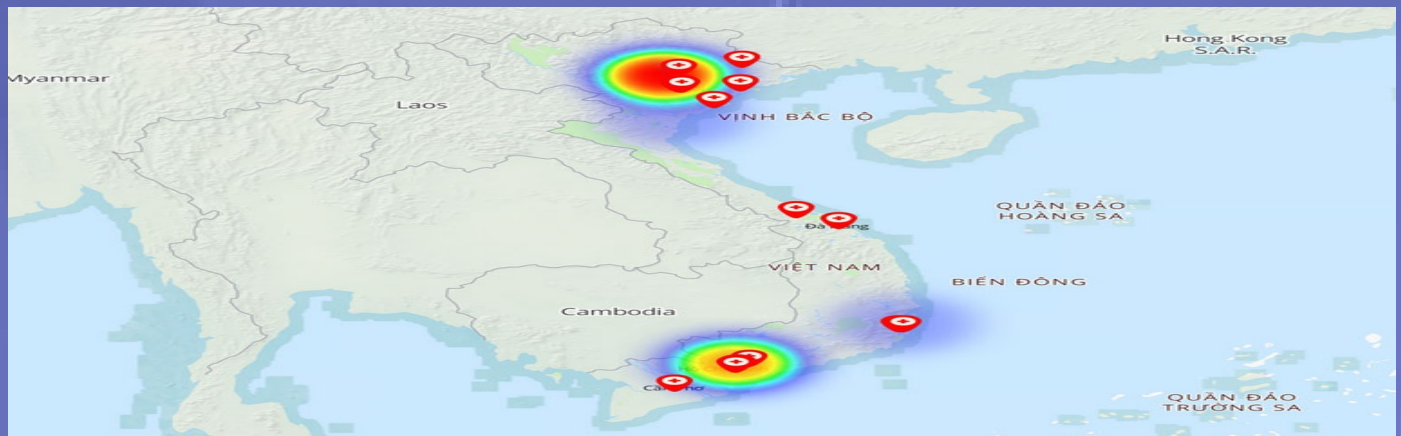 Hong Kong
S.A.R.
Myanmar
Laos
VỊNH BẮC BỘ
QUẦN ĐẢO
HOÀNG SA
VIỆT NAM
BIỂN ĐÔNG
Cambodia
QUẦN ĐẢO
TRƯỜNG SA